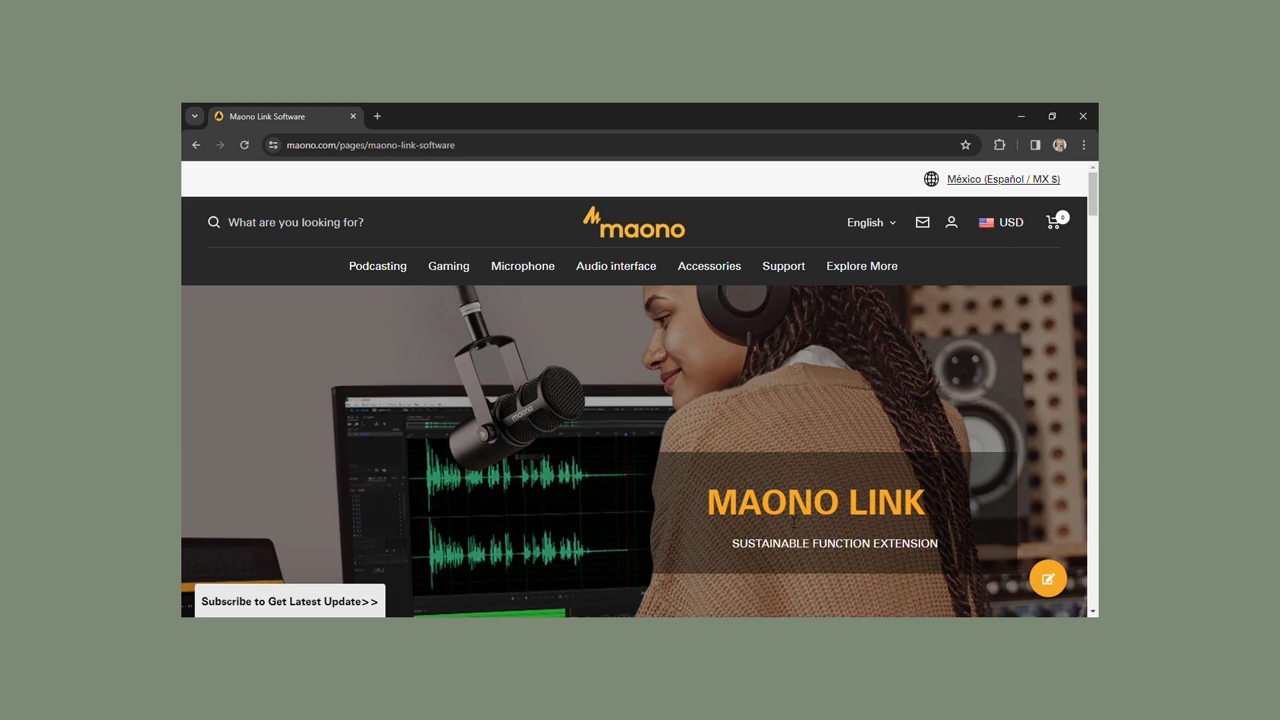 Maono Link Software
maono.com/pages/maono-link-software
México (Español / MX $)
What are you looking for?
maono
English
USD
0
Podcasting
Gaming
Microphone
Audio interface
Accessories
Support
Explore More
maono
MAONO LINK
SUSTAINABLE FUNCTION EXTENSION
Subscribe to Get Latest Update>>